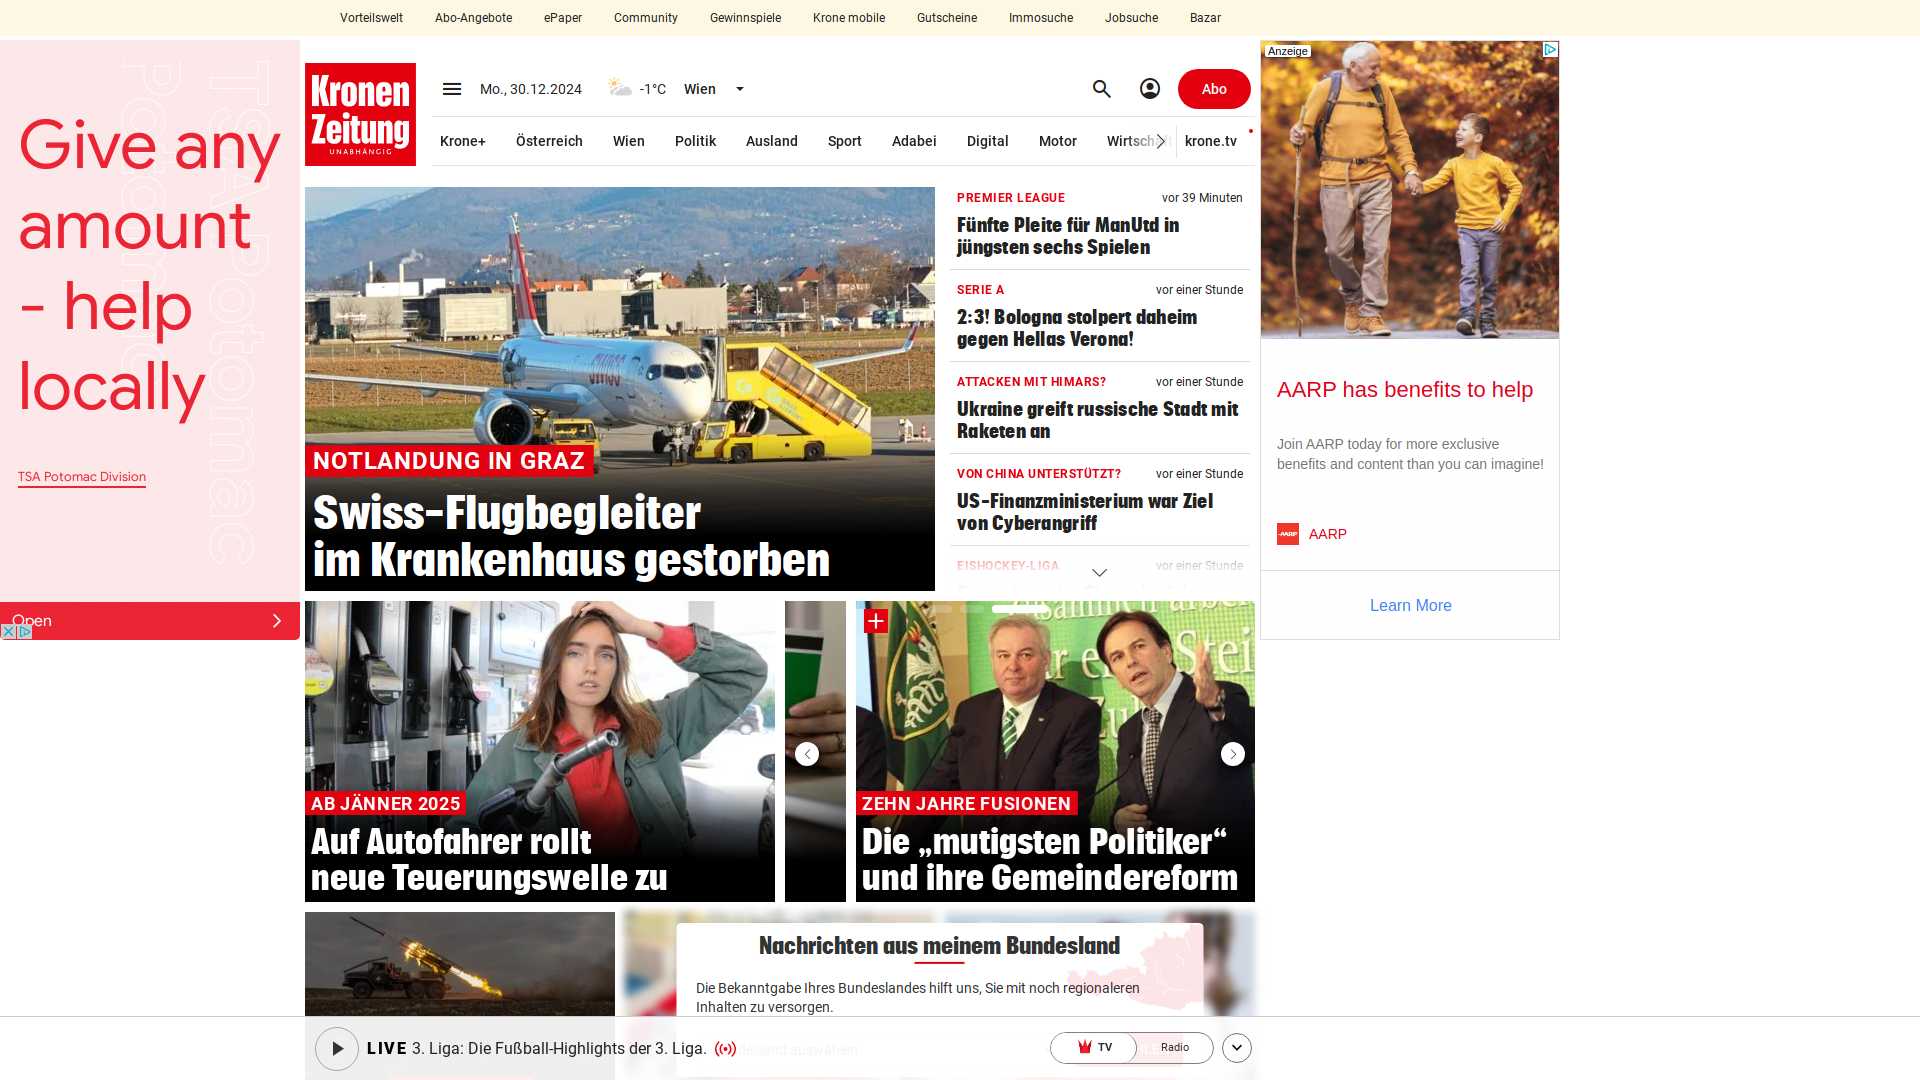 Vorteilswelt
Abo-Angebote
ePaper
Community
Gewinnspiele
Krone mobile
Gutscheine
Immosuche
Jobsuche
Bazar
TSA Potomac
Give any
amount
- help
locally
TSA Potomac Division
Open
Kronen
Zeitung
UNABHÄNGIG
Mo., 30.12.2024
-1°C
Wien
Abo
Krone+
Österreich
Wien
Politik
Ausland
Sport
Adabei
Digital
Motor
Wirtschaft
krone.tv
NOTLANDUNG IN GRAZ
Swiss-Flugbegleiter
im Krankenhaus gestorben
PREMIER LEAGUE
vor 39 Minuten
Fünfte Pleite für ManUtd in
jüngsten sechs Spielen
SERIE A
vor einer Stunde
2:3! Bologna stolpert daheim
gegen Hellas Verona!
ATTACKEN MIT HIMARS?
vor einer Stunde
Ukraine greift russische Stadt mit
Raketen an
VON CHINA UNTERSTÜTZT?
vor einer Stunde
US-Finanzministerium war Ziel
von Cyberangriff
EISHOCKEY-LIGA
vor einer Stunde
AB JÄNNER 2025
Auf Autofahrer rollt
neue Teuerungswelle zu
ZEHN JAHRE FUSIONEN
Die „mutigsten Politiker“
und ihre Gemeindereform
Nachrichten aus meinem Bundesland
Die Bekanntgabe Ihres Bundeslandes hilft uns, Sie mit noch regionaleren
Inhalten zu versorgen.
LIVE 3. Liga: Die Fußball-Highlights der 3. Liga.
TV
Radio
Anzeige
AARP has benefits to help
Join AARP today for more exclusive
benefits and content than you can imagine!
AARP
AARP
Learn More